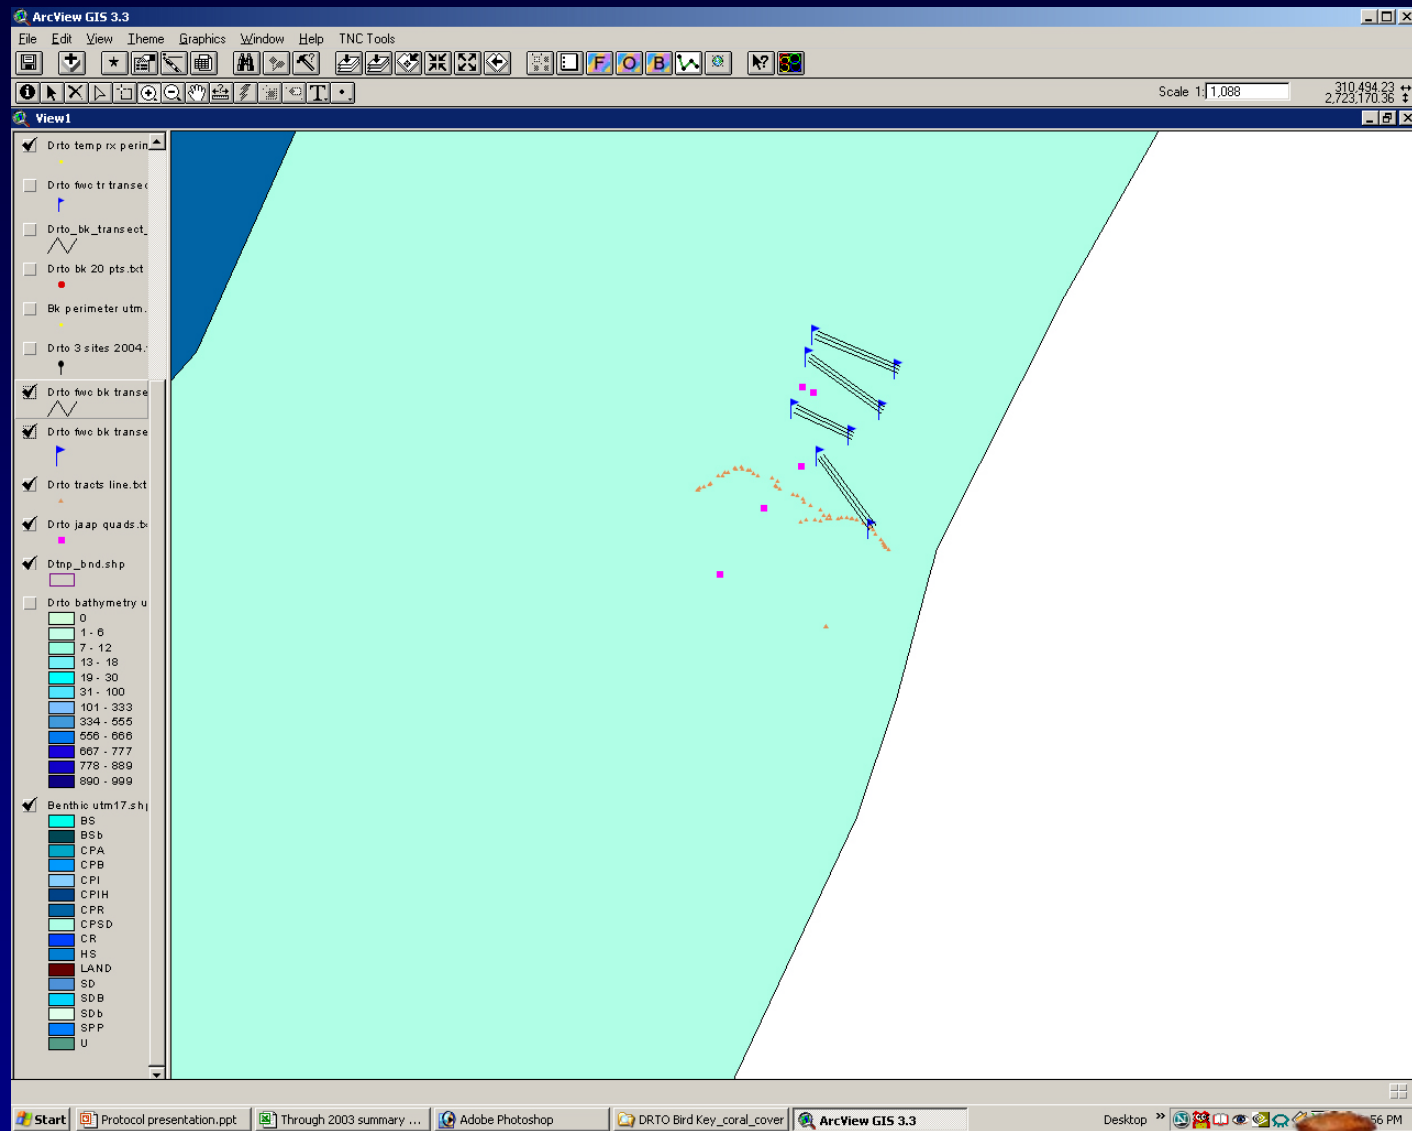 ArcView GIS 3.3
File Edit View Theme Graphics Window Help TNC Tools
F O B
T
Scale 1: 1,088
310,494.23
2,723,170.36
View1
Drto temp rx perim
Drto fwc tr transec
Drto_bk_transect_
Drto bk 20 pts.txt
Bk perimeter utm.
Drto 3 sites 2004.
Drto fwc bk transe
Drto fwc bk transe
Drto tracts line.txt
Drto jaap quads.tx
Dtnp_bnd.shp
Drto bathymetry u
0
1 - 6
7 - 12
13 - 18
19 - 30
31 - 100
101 - 333
334 - 555
556 - 666
667 - 777
778 - 889
890 - 999
Benthic utm17.shp
BS
BSb
CPA
CPB
CPI
CPIH
CPR
CPSD
CR
HS
LAND
SD
SDB
SDb
SPP
U
Start Protocol presentation.ppt Through 2003 summary ... Adobe Photoshop DRTO Bird Key_coral_cover ArcView GIS 3.3 Desktop » 56 PM